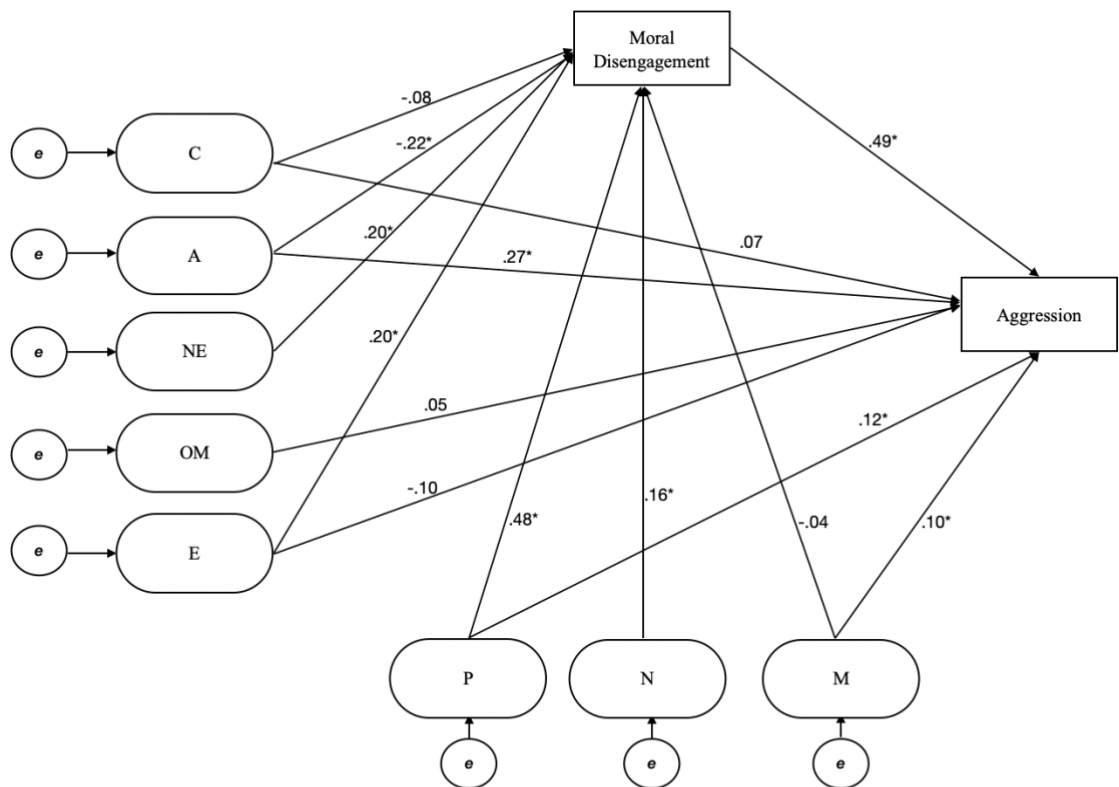 Moral
Disengagement
-.08
e
C
-.22*
.49*
e
A
.20*
.27*
.07
e
NE
.20*
Aggression
e
OM
.05
.12*
e
E
-.10
.48*
.16*
-.04
.10*
P
N
M
e
e
e